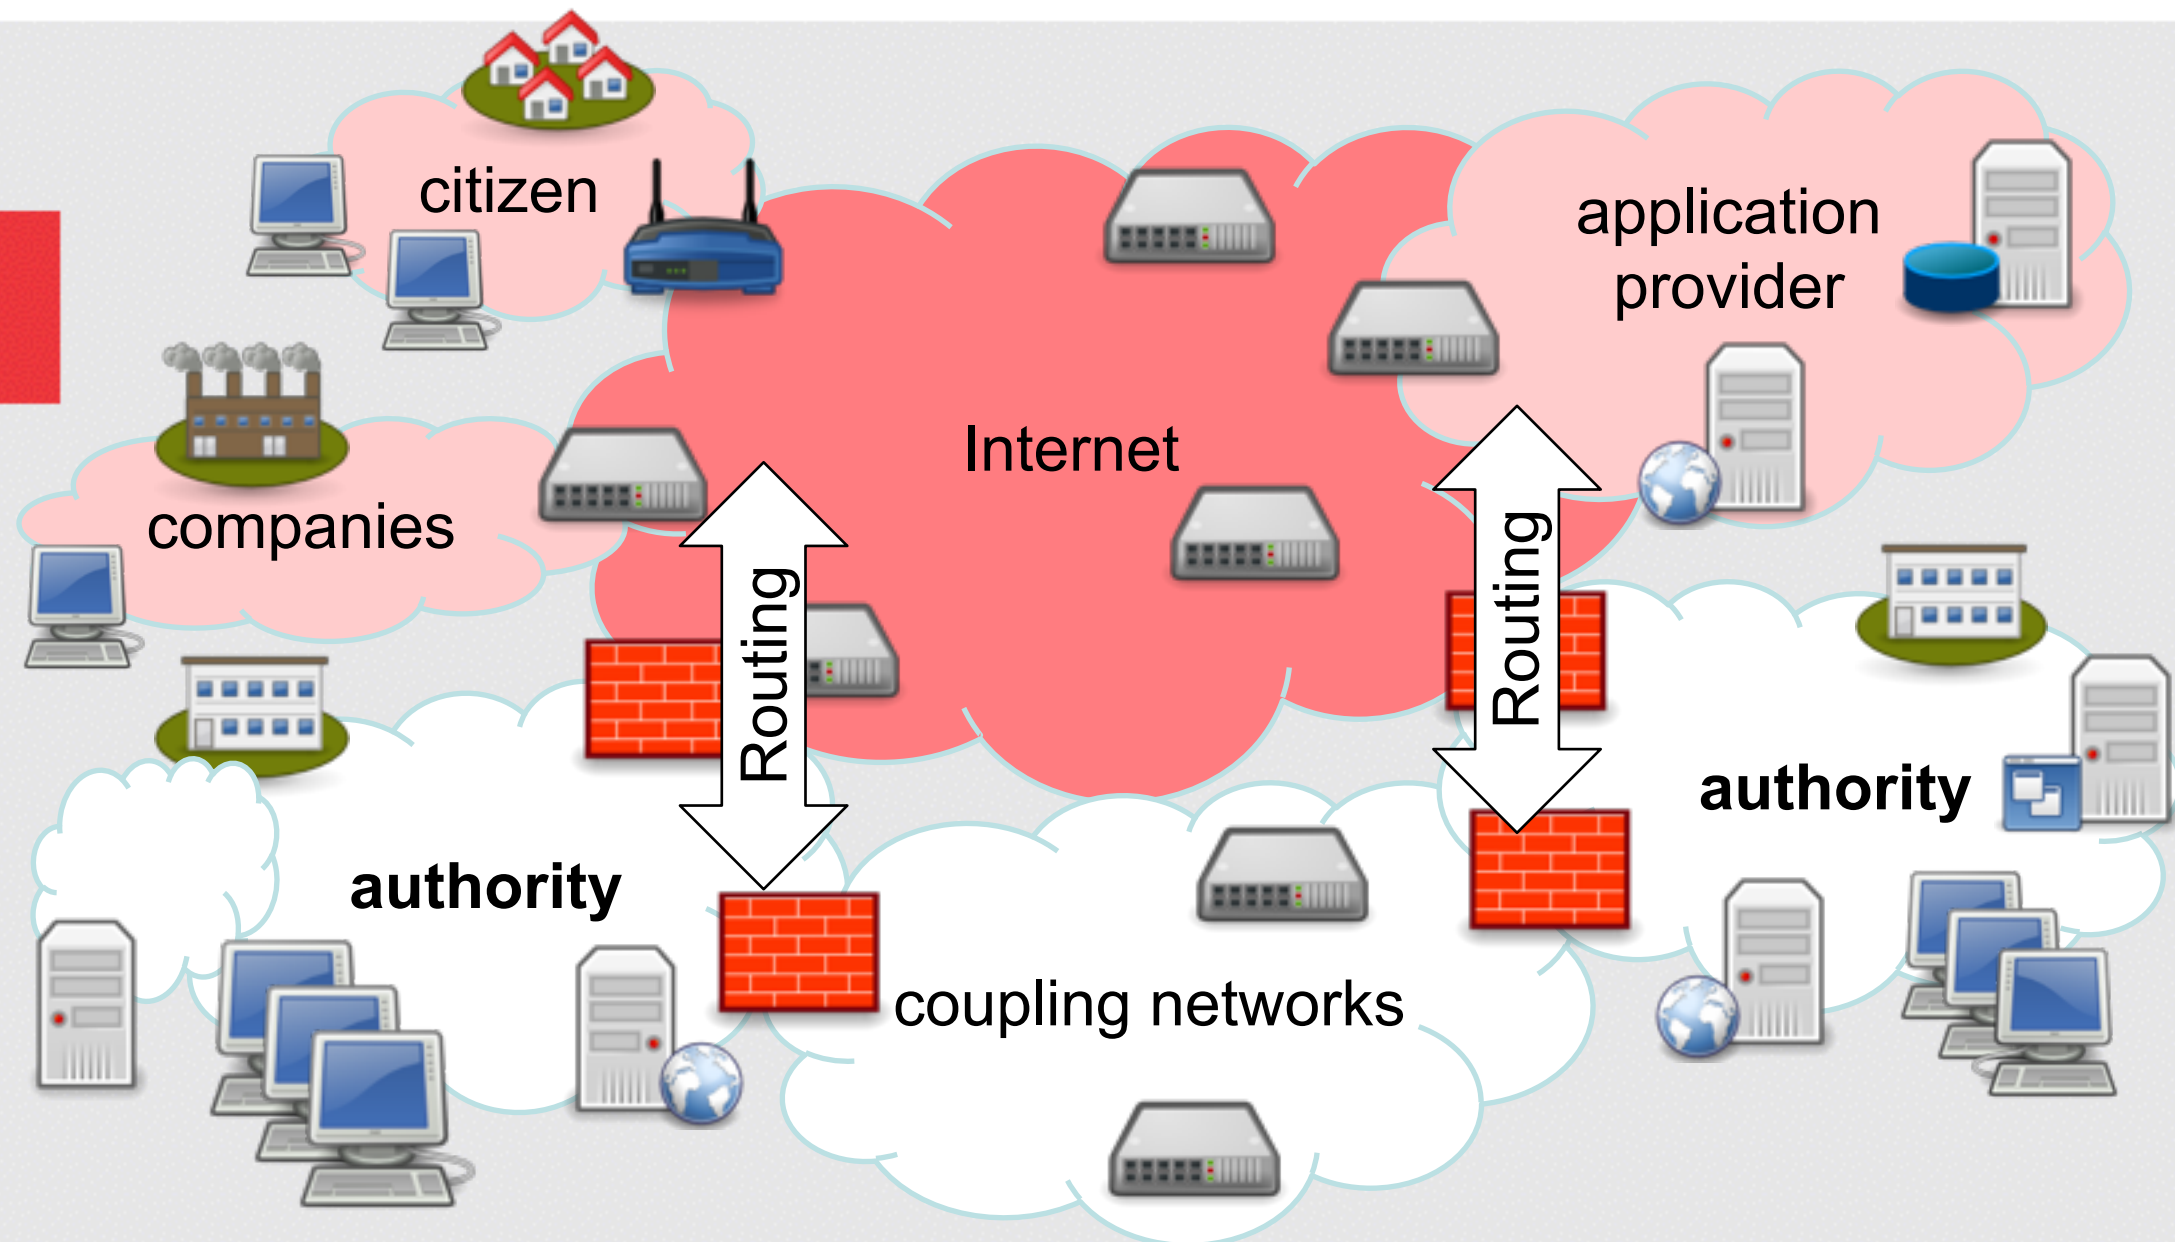 citizen
application
provider
Internet
companies
Routing
Routing
authority
authority
coupling networks